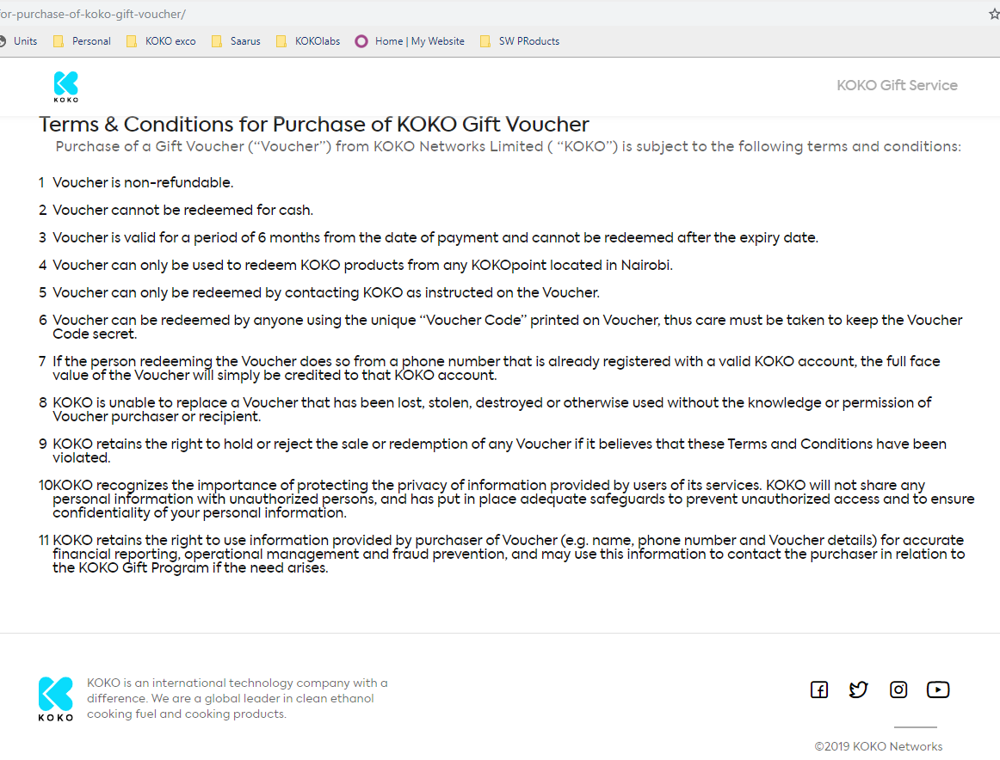 or-purchase-of-koko-gift-voucher/
Units Personal KOKO exco Saarus KOKOlabs Home | My Website SW PRoducts
KOKO
KOKO Gift Service
Terms & Conditions for Purchase of KOKO Gift Voucher
Purchase of a Gift Voucher (“Voucher”) from KOKO Networks Limited ( “KOKO”) is subject to the following terms and conditions:
1 Voucher is non-refundable.
2 Voucher cannot be redeemed for cash.
3 Voucher is valid for a period of 6 months from the date of payment and cannot be redeemed after the expiry date.
4 Voucher can only be used to redeem KOKO products from any KOKOpoint located in Nairobi.
5 Voucher can only be redeemed by contacting KOKO as instructed on the Voucher.
6 Voucher can be redeemed by anyone using the unique “Voucher Code” printed on Voucher, thus care must be taken to keep the Voucher
Code secret.
7 If the person redeeming the Voucher does so from a phone number that is already registered with a valid KOKO account, the full face
value of the Voucher will simply be credited to that KOKO account.
8 KOKO is unable to replace a Voucher that has been lost, stolen, destroyed or otherwise used without the knowledge or permission of
Voucher purchaser or recipient.
9 KOKO retains the right to hold or reject the sale or redemption of any Voucher if it believes that these Terms and Conditions have been
violated.
10KOKO recognizes the importance of protecting the privacy of information provided by users of its services. KOKO will not share any
personal information with unauthorized persons, and has put in place adequate safeguards to prevent unauthorized access and to ensure
confidentiality of your personal information.
11 KOKO retains the right to use information provided by purchaser of Voucher (e.g. name, phone number and Voucher details) for accurate
financial reporting, operational management and fraud prevention, and may use this information to contact the purchaser in relation to
the KOKO Gift Program if the need arises.
KOKO
KOKO is an international technology company with a
difference. We are a global leader in clean ethanol
cooking fuel and cooking products.
©2019 KOKO Networks